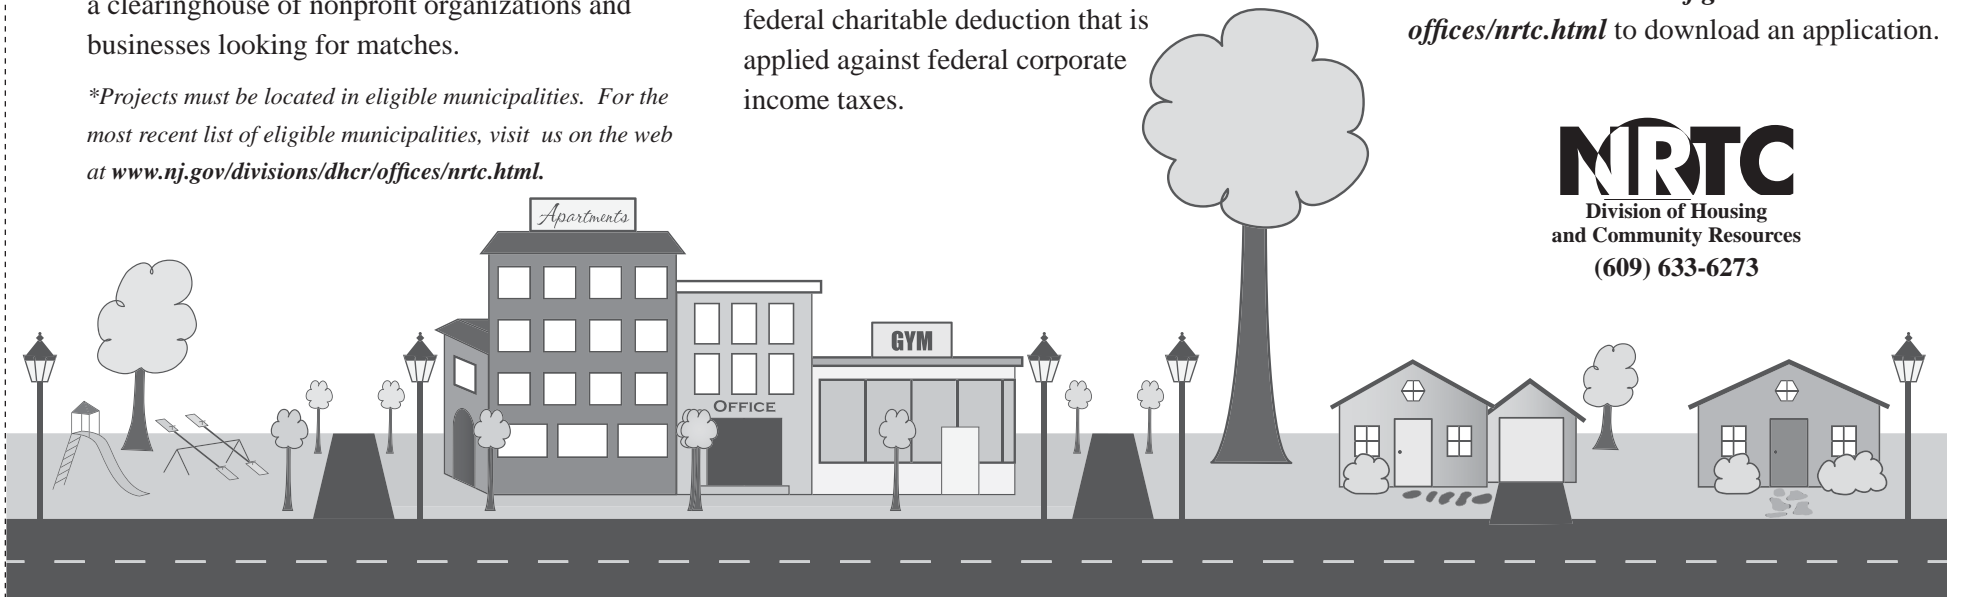 a clearinghouse of nonprofit organizations and
businesses looking for matches.
*Projects must be located in eligible municipalities. For the
most recent list of eligible municipalities, visit us on the web
at www.nj.gov/divisions/dhcr/offices/nrtc.html.
federal charitable deduction that is
applied against federal corporate
income taxes.
offices/nrtc.html to download an application.
NRTC
Division of Housing
and Community Resources
(609) 633-6273
Apartments
OFFICE
GYM